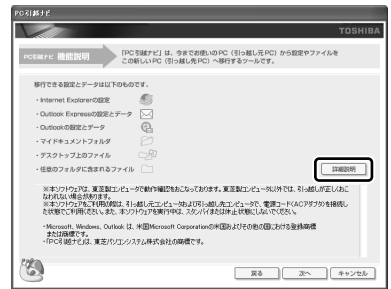 PC引越ナビ
TOSHIBA
PC引越ナビ 機能説明
「PC引越ナビ」は、今までお使いのPC（引っ越し元PC）から設定やファイルを
この新しいPC（引っ越し先PC）へ移行するツールです。
移行できる設定とデータは以下のものです。
・Internet Explorerの設定
・Outlook Expressの設定とデータ
・Outlookの設定とデータ
・マイドキュメントフォルダ
・デスクトップ上のファイル
・任意のフォルダに含まれるファイル
詳細説明
※本ソフトウェアは、東芝製コンピュータで動作確認をおこなっております。東芝製コンピュータ以外では、引っ越しが正しくおこ
なわれない場合があります。
※本ソフトウェアをご利用の際は、引っ越し元コンピュータおよび引っ越し先コンピュータで、電源コード(ACアダプタ)を接続し
た状態でご利用ください。また、本ソフトウェアを実行中は、スタンバイまたは休止状態にしないでください。
・Microsoft, Windows, Outlook は、米国Microsoft Corporationの米国およびその他の国における登録商標
または商標です。
・「PC引越ナビ」は、東芝パソコンシステム株式会社の商標です。
戻る 次へ キャンセル